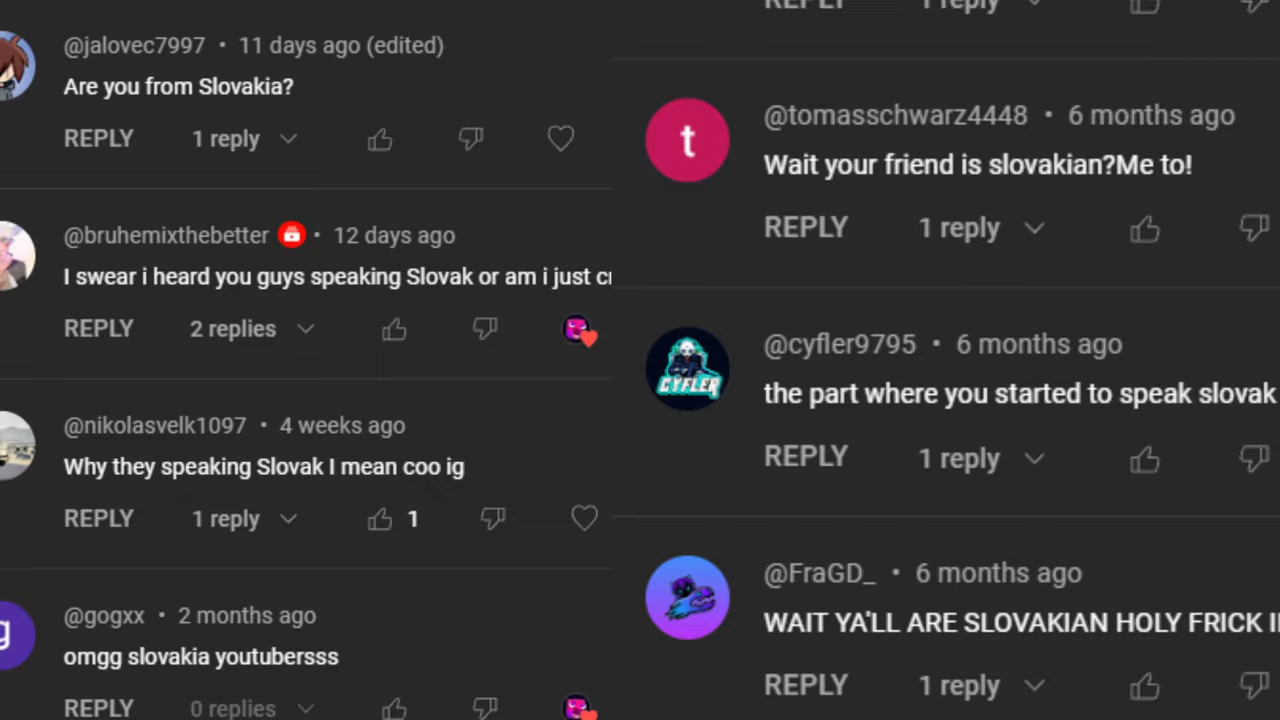 @jalovec7997 • 11 days ago (edited)
Are you from Slovakia?
REPLY 1 reply
@bruhemixthebetter • 12 days ago
I swear i heard you guys speaking Slovak or am i just
REPLY 2 replies
@nikolasvelk1097 • 4 weeks ago
Why they speaking Slovak I mean coo ig
REPLY 1 reply 1
g
@gogxx • 2 months ago
omgg slovakia youtubersss
REPLY 0 replies
REPLY 1 reply
t
@tomasschwarz4448 • 6 months ago
Wait your friend is slovakian?Me to!
REPLY 1 reply
CYFLER
@cyfler9795 • 6 months ago
the part where you started to speak slovak
REPLY 1 reply
@FraGD_ • 6 months ago
WAIT YA'LL ARE SLOVAKIAN HOLY FRICK
REPLY 1 reply